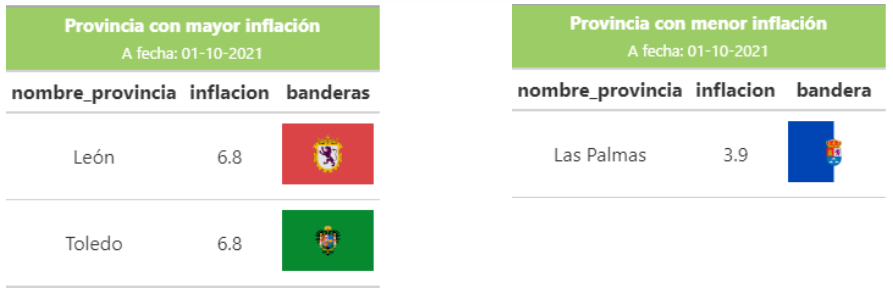 Provincia con mayor inflación
A fecha: 01-10-2021
nombre_provincia inflacion banderas
León 6.8
Toledo 6.8
Provincia con menor inflación
A fecha: 01-10-2021
nombre_provincia inflacion bandera
Las Palmas 3.9